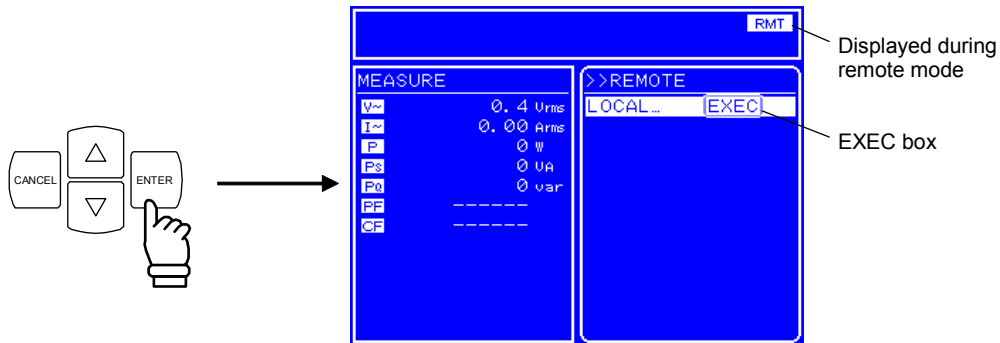 RMT
Displayed during
remote mode
MEASURE
V~ 0.4 Vrms
I~ 0.00 Arms
P 0 W
PS 0 VA
PQ 0 var
PF ------
CF ------
>>REMOTE
LOCAL… EXEC
EXEC box
CANCEL
ENTER